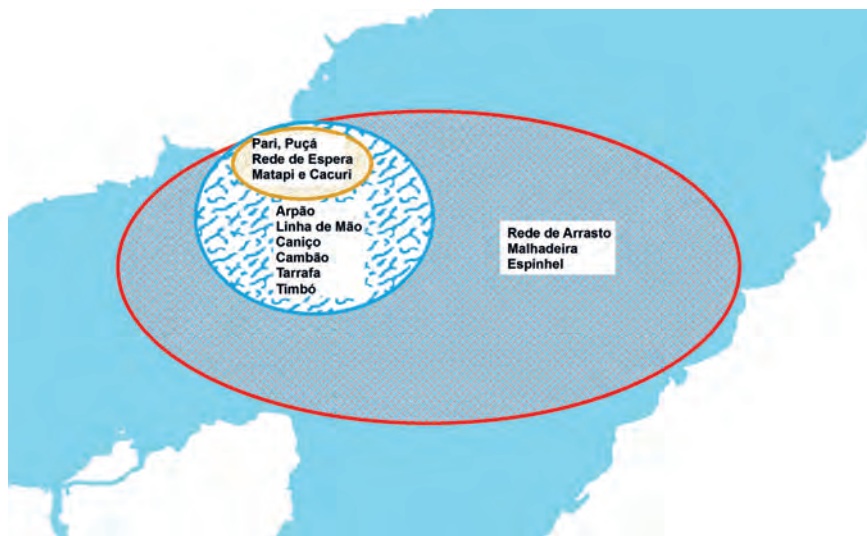 Pari, Puçá
Rede de Espera
Matapi e Cacuri
Arpão
Linha de Mão
Caniço
Cambão
Tarrafa
Timbó
Rede de Arrasto
Malhadeira
Espinhel